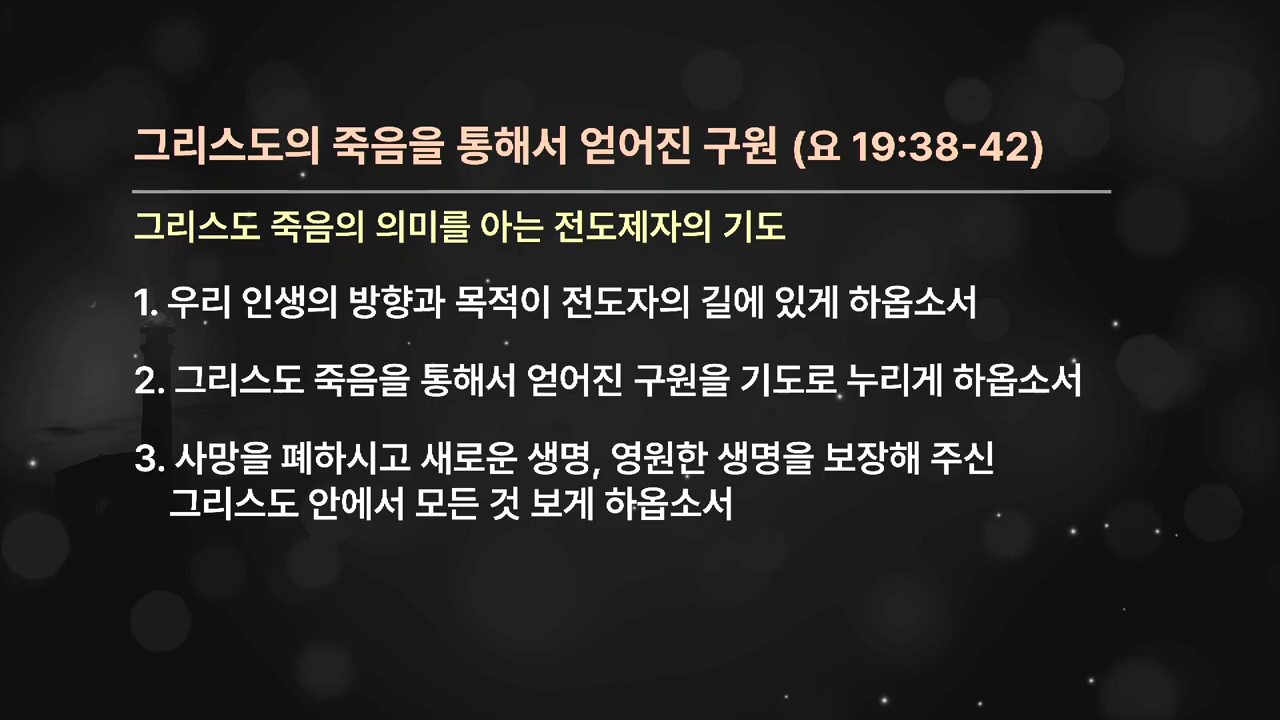 그리스도의 죽음을 통해서 얻어진 구원 (요 19:38-42)
그리스도 죽음의 의미를 아는 전도제자의 기도
1. 우리 인생의 방향과 목적이 전도자의 길에 있게 하옵소서
2. 그리스도 죽음을 통해서 얻어진 구원을 기도로 누리게 하옵소서
3. 사망을 폐하시고 새로운 생명, 영원한 생명을 보장해 주신
그리스도 안에서 모든 것 보게 하옵소서